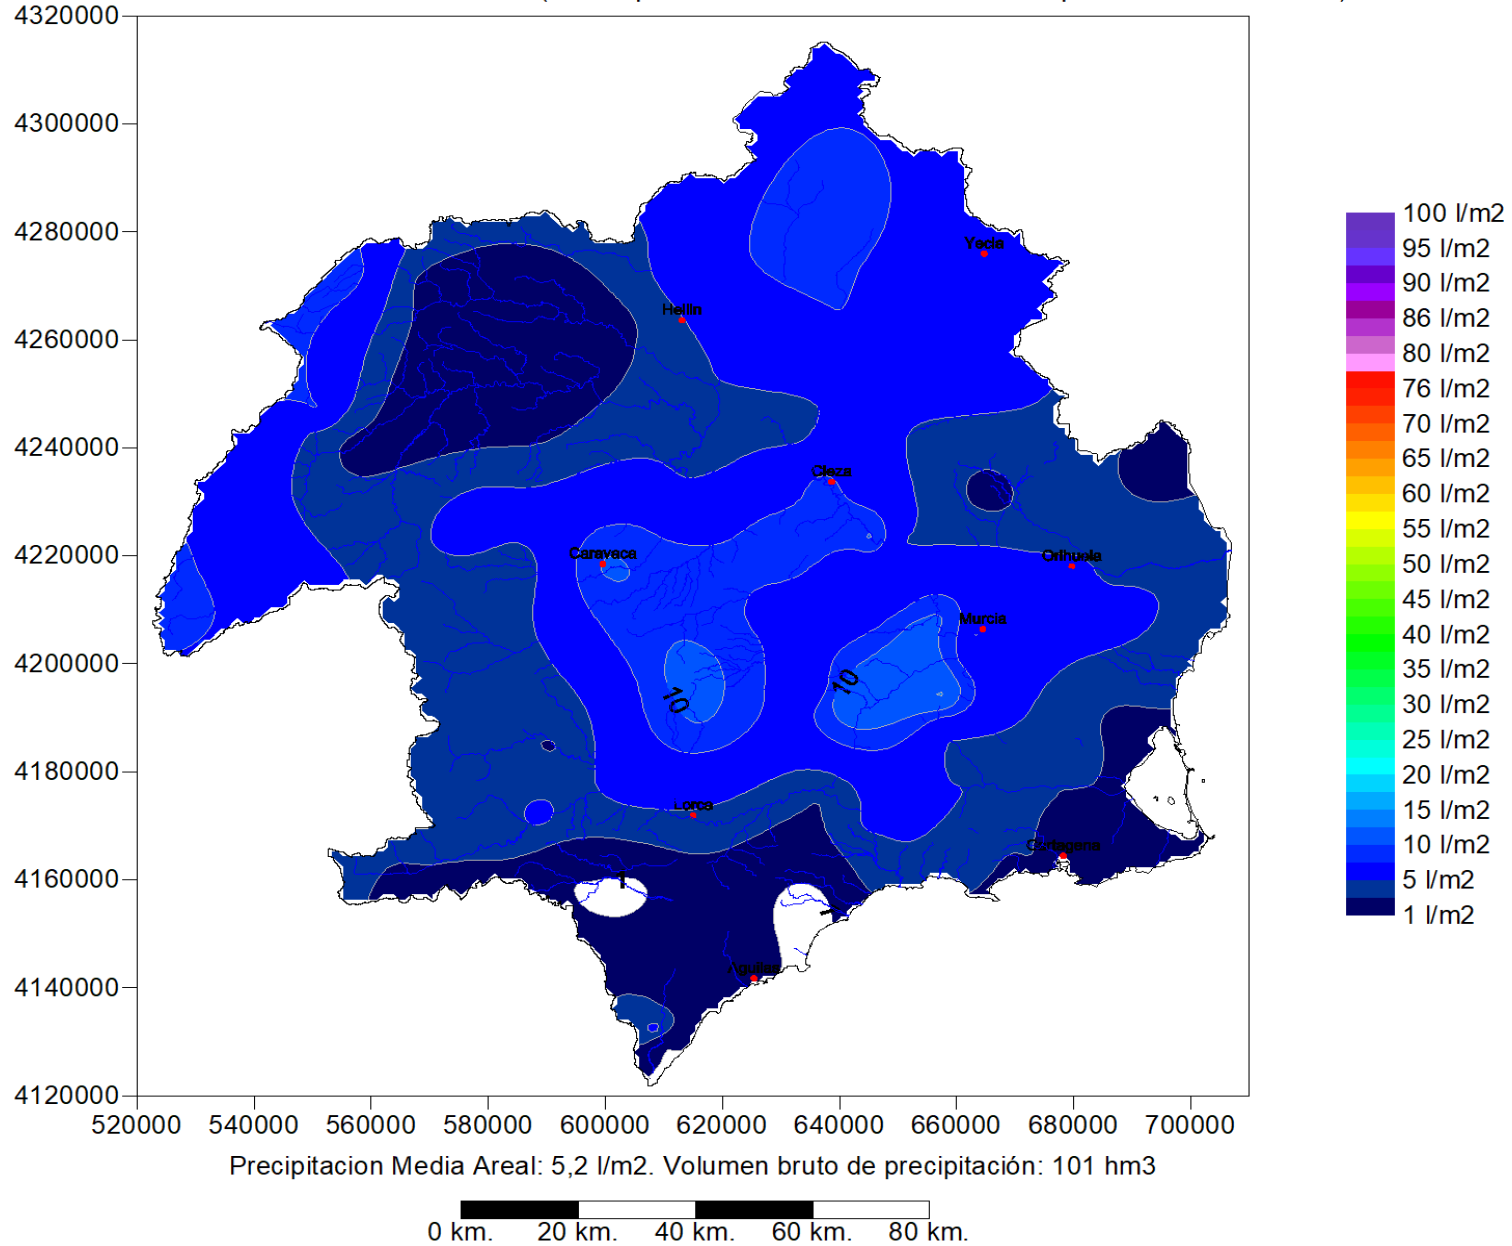 4320000
4300000
4280000
4260000
4240000
4220000
4200000
4180000
4160000
4140000
4120000
520000 540000 560000 580000 600000 620000 640000 660000 680000 700000
Yecla
Hellin
Cieza
Caravaca
Orihuela
Murcia
10
10
Lorca
Cartagena
1
1
Aguilas
100 l/m2
95 l/m2
90 l/m2
86 l/m2
80 l/m2
76 l/m2
70 l/m2
65 l/m2
60 l/m2
55 l/m2
50 l/m2
45 l/m2
40 l/m2
35 l/m2
30 l/m2
25 l/m2
20 l/m2
15 l/m2
10 l/m2
5 l/m2
1 l/m2
Precipitacion Media Areal: 5,2 l/m2. Volumen bruto de precipitación: 101 hm3
0 km. 20 km. 40 km. 60 km. 80 km.